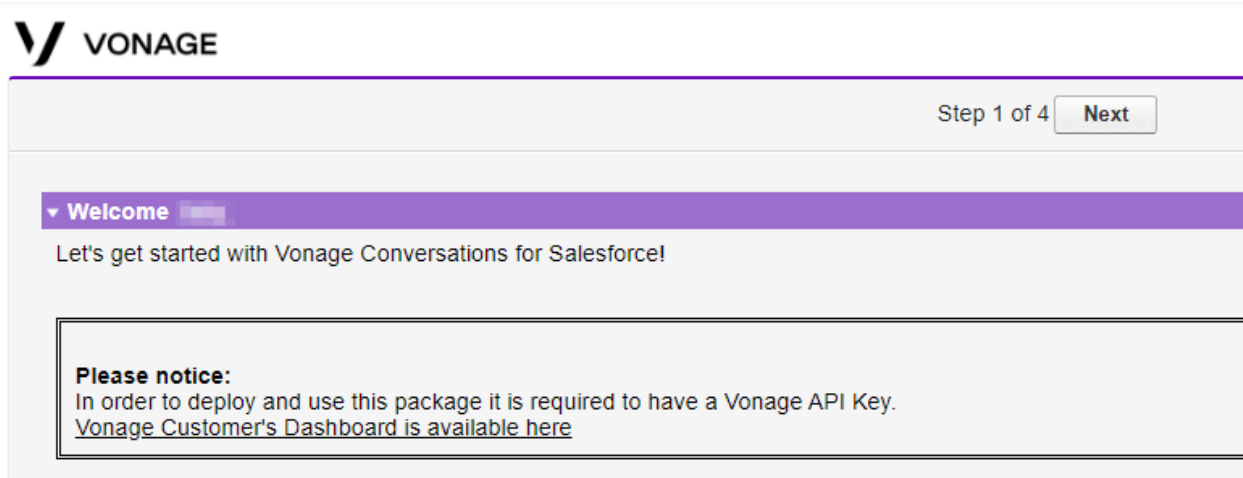 VONAGE
Step 1 of 4 Next
Welcome
Let's get started with Vonage Conversations for Salesforce!
Please notice:
In order to deploy and use this package it is required to have a Vonage API Key.
Vonage Customer's Dashboard is available here